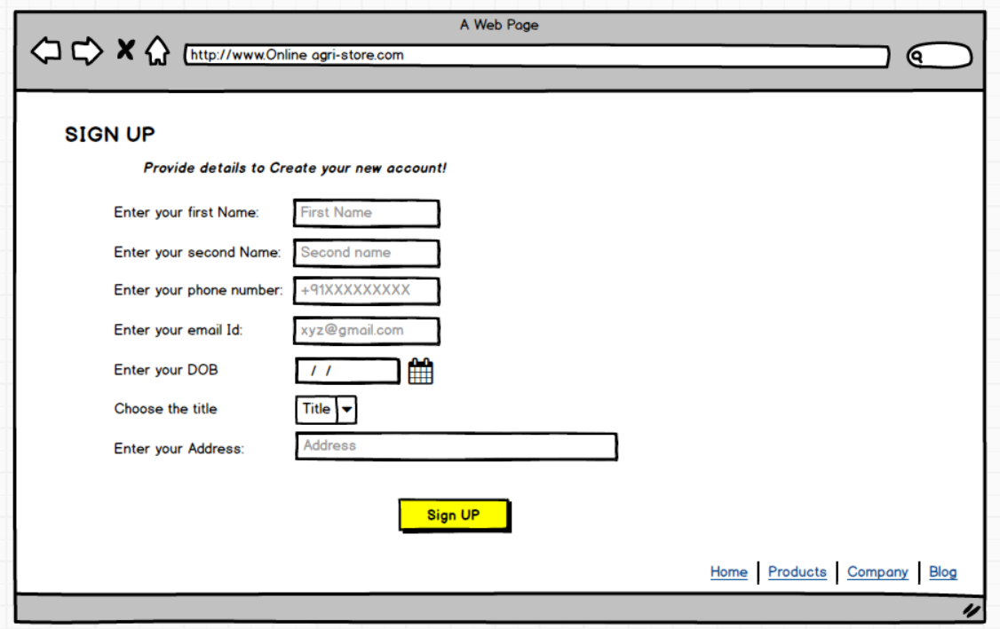 A Web Page
http://www.Online agri-store.com
SIGN UP
Provide details to Create your new account!
Enter your first Name: First Name
Enter your second Name: Second name
Enter your phone number: +91XXXXXXXXX
Enter your email Id: xyz@gmail.com
Enter your DOB / /
Choose the title Title
Enter your Address: Address
Sign UP
Home Products Company Blog